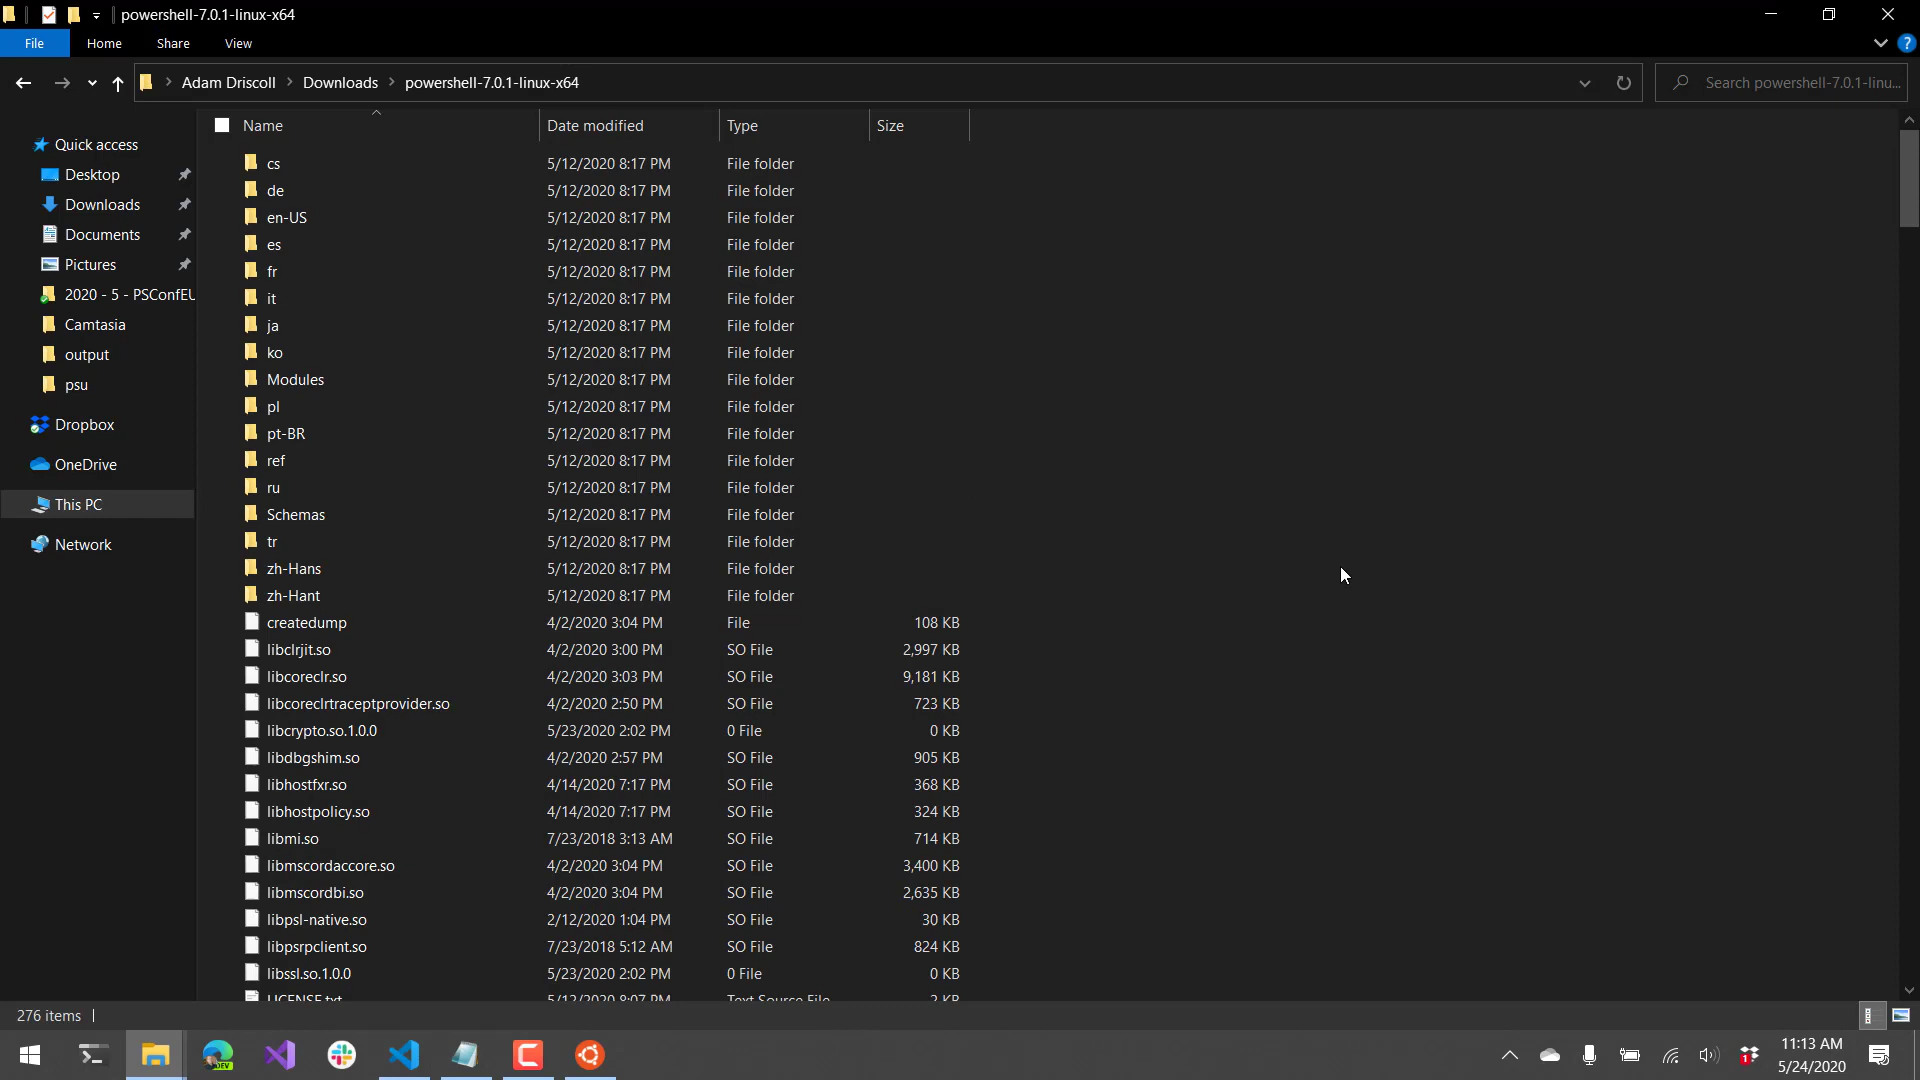 powershell-7.0.1-linux-x64
File Home Share View
Adam Driscoll Downloads powershell-7.0.1-linux-x64 Search powershell-7.0.1-linu...
Name Date modified Type Size
Quick access
Desktop
Downloads
Documents
Pictures
2020 - 5 - PSConfEU
Camtasia
output
psu
Dropbox
OneDrive
This PC
Network
cs 5/12/2020 8:17 PM File folder
de 5/12/2020 8:17 PM File folder
en-US 5/12/2020 8:17 PM File folder
es 5/12/2020 8:17 PM File folder
fr 5/12/2020 8:17 PM File folder
it 5/12/2020 8:17 PM File folder
ja 5/12/2020 8:17 PM File folder
ko 5/12/2020 8:17 PM File folder
Modules 5/12/2020 8:17 PM File folder
pl 5/12/2020 8:17 PM File folder
pt-BR 5/12/2020 8:17 PM File folder
ref 5/12/2020 8:17 PM File folder
ru 5/12/2020 8:17 PM File folder
Schemas 5/12/2020 8:17 PM File folder
tr 5/12/2020 8:17 PM File folder
zh-Hans 5/12/2020 8:17 PM File folder
zh-Hant 5/12/2020 8:17 PM File folder
createdump 4/2/2020 3:04 PM File 108 KB
libclrjit.so 4/2/2020 3:00 PM SO File 2,997 KB
libcoreclr.so 4/2/2020 3:03 PM SO File 9,181 KB
libcoreclrtraceptprovider.so 4/2/2020 2:50 PM SO File 723 KB
libcrypto.so.1.0.0 5/23/2020 2:02 PM 0 File 0 KB
libdbgshim.so 4/2/2020 2:57 PM SO File 905 KB
libhostfxr.so 4/14/2020 7:17 PM SO File 368 KB
libhostpolicy.so 4/14/2020 7:17 PM SO File 324 KB
libmi.so 7/23/2018 3:13 AM SO File 714 KB
libmscordaccore.so 4/2/2020 3:04 PM SO File 3,400 KB
libmscordbi.so 4/2/2020 3:04 PM SO File 2,635 KB
libpsl-native.so 2/12/2020 1:04 PM SO File 30 KB
libpsrpclient.so 7/23/2018 5:12 AM SO File 824 KB
libssl.so.1.0.0 5/23/2020 2:02 PM 0 File 0 KB
LICENSE.txt 5/12/2020 8:07 PM Text Source File 2 KB
276 items
DEV
11:13 AM
5/24/2020